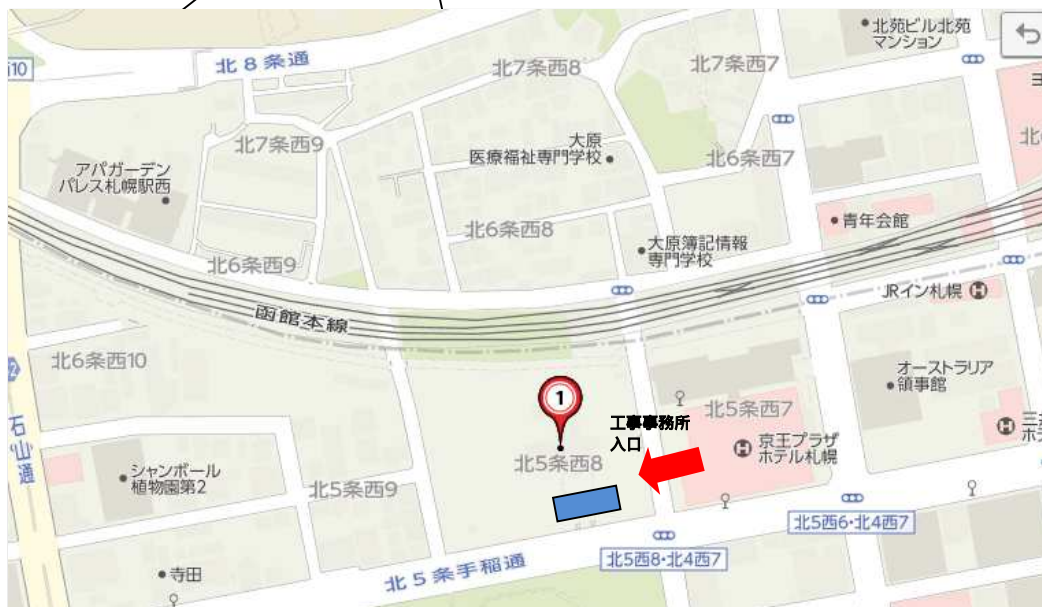 北苑ビル北苑
マンション
北8条通
北7条西8
北7条西7
北7条西9
大原
医療福祉専門学校
北6条西7
アパガーデン
パレス札幌駅西
北6条西8
青年会館
大原簿記情報
専門学校
北6条西9
JRイン札幌
函館本線
北6条西10
オーストラリア
領事館
1
工事事務所
入口
北5条西7
京王プラザ
ホテル札幌
石山通
北5条西8
シャンボール
植物園第2
北5条西9
北5西6・北4西7
北5西8・北4西7
北5条手稲通
寺田